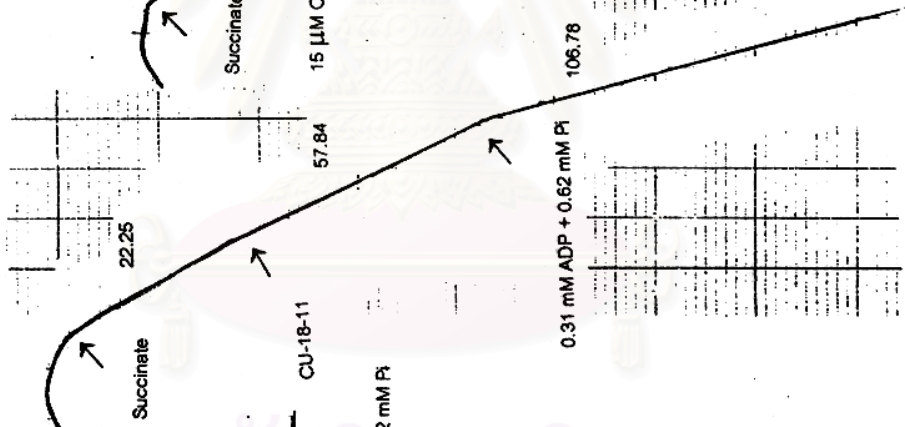 Succinate
15 µM C
106.78
57.84
22.25
0.31 mM ADP + 0.62 mM Pi
CU-18-11
2 mM Pi
Succinate